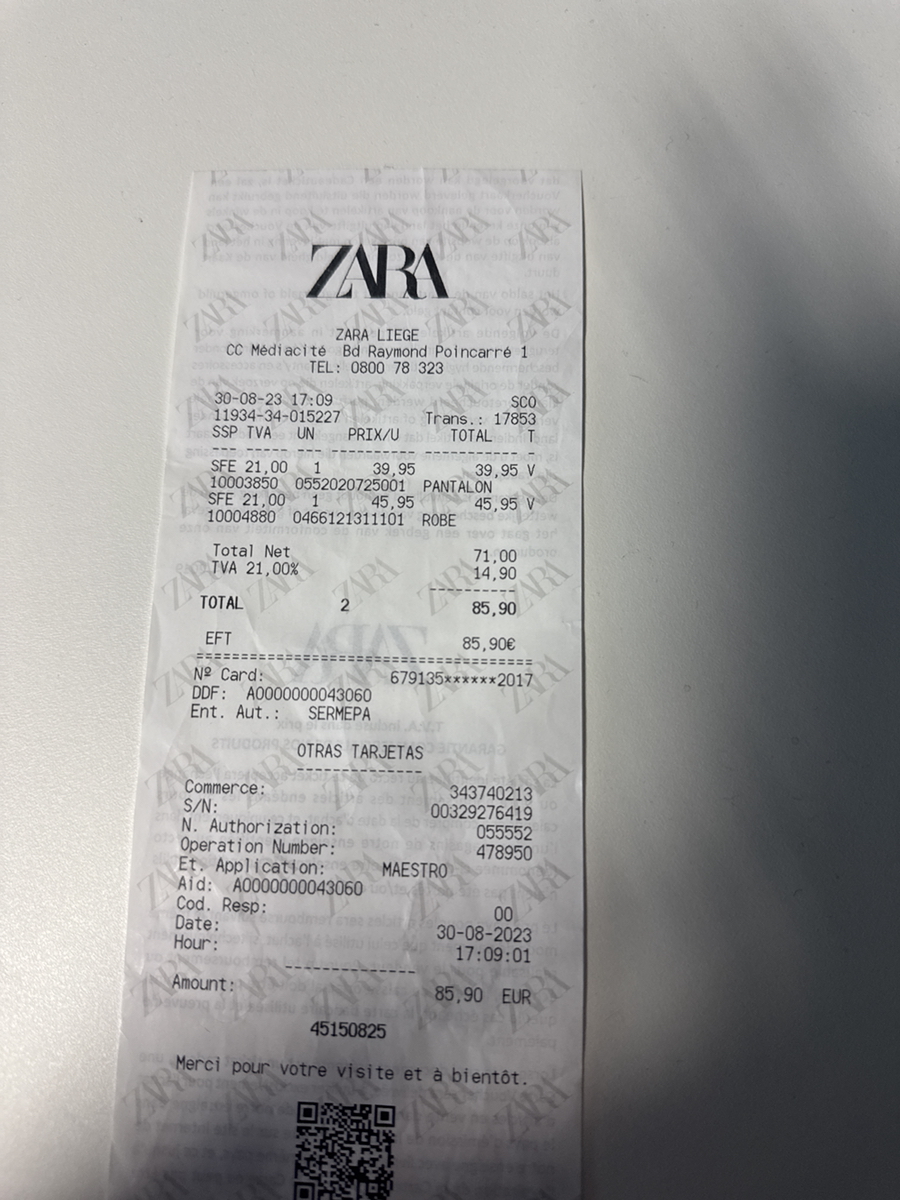 ZARA
ZARA LIEGE
CC Médiacité Bd Raymond Poincarré 1
TEL: 0800 78 323
30-08-23 17:09 SCO
11934-34-015227 Trans.: 17853
SSP TVA UN PRIX/U TOTAL T
--- ------ --- ----------- ------------ -
SFE 21,00 1 39,95 39,95 V
10003850 0552020725001 PANTALON
SFE 21,00 1 45,95 45,95 V
10004880 0466121311101 ROBE
Total Net 71,00
TVA 21,00% 14,90
------------
TOTAL 2 85,90
EFT 85,90€
========================================
Nº Card: 679135******2017
DDF: A0000000043060
Ent. Aut.: SERMEPA
OTRAS TARJETAS
----------------
Commerce: 343740213
S/N: 00329276419
N. Authorization: 055552
Operation Number: 478950
Et. Application: MAESTRO
Aid: A0000000043060
Cod. Resp: 00
Date: 30-08-2023
Hour: 17:09:01
----------------
Amount: 85,90 EUR
45150825
Merci pour votre visite et à bientôt.